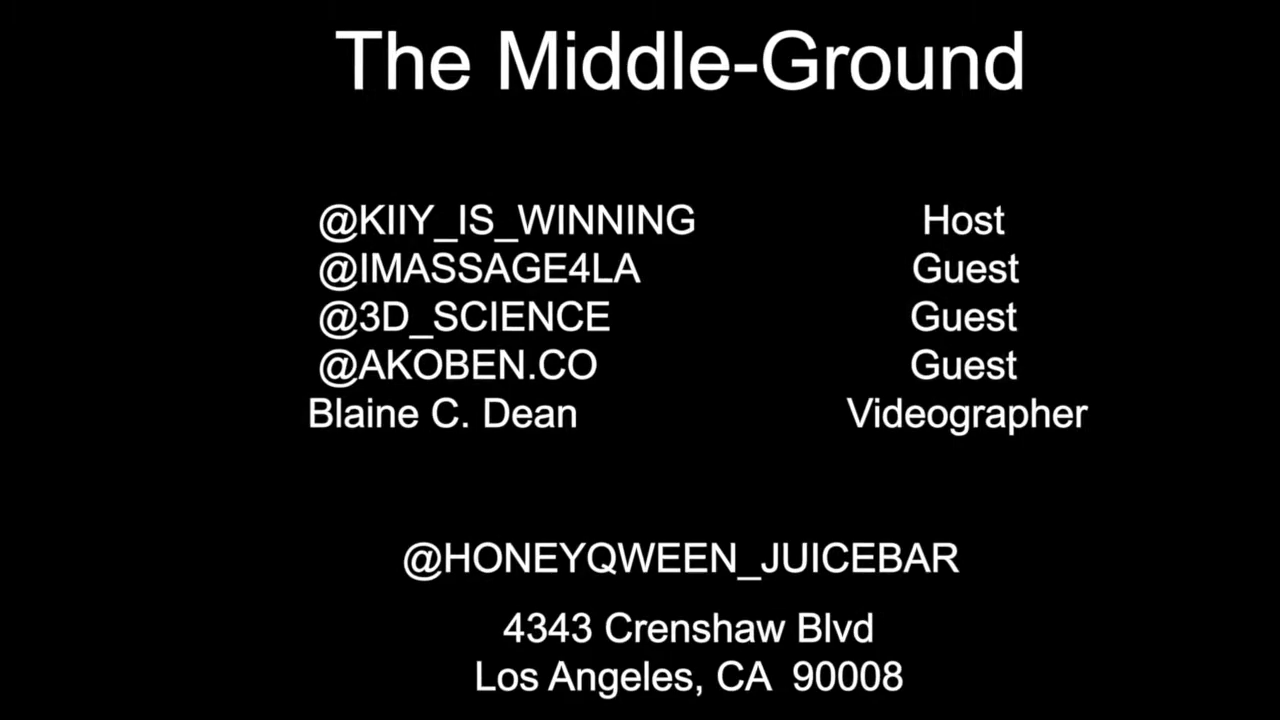 The Middle-Ground
@KIIY_IS_WINNING Host
@IMASSAGE4LA Guest
@3D_SCIENCE Guest
@AKOBEN.CO Guest
Blaine C. Dean Videographer
@HONEYQWEEN_JUICEBAR
4343 Crenshaw Blvd
Los Angeles, CA 90008